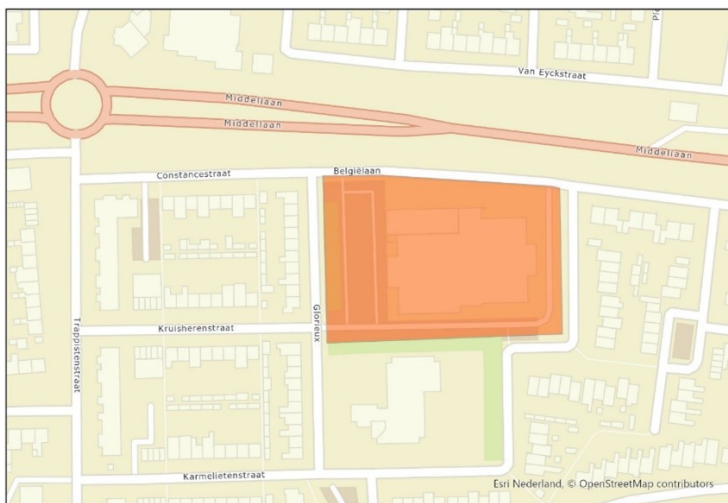 Van Eyckstraat
Middellaan
Middellaan
Middellaan
Constancestraat
Belgiëlaan
Glorieux
Trappistenstraat
Kruisherenstraat
Karmelietenstraat
Esri Nederland, © OpenStreetMap contributors